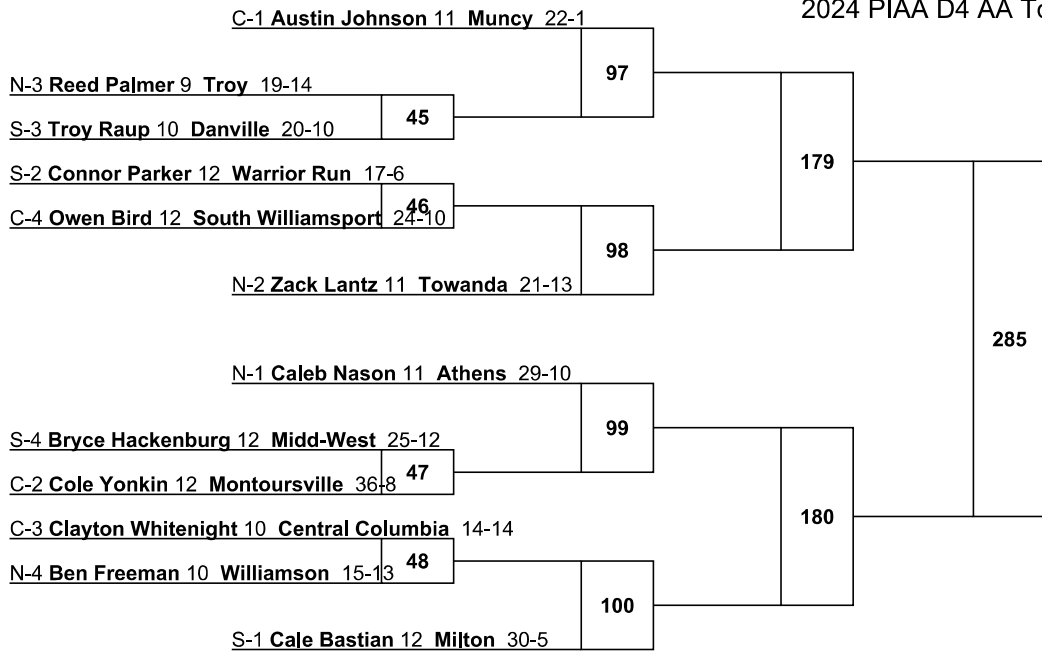 2024 PIAA D4 AA To
C-1 Austin Johnson 11 Muncy 22-1
97
N-3 Reed Palmer 9 Troy 19-14
45
S-3 Troy Raup 10 Danville 20-10
179
S-2 Connor Parker 12 Warrior Run 17-6
46
C-4 Owen Bird 12 South Williamsport 24-10
98
N-2 Zack Lantz 11 Towanda 21-13
285
N-1 Caleb Nason 11 Athens 29-10
99
S-4 Bryce Hackenburg 12 Midd-West 25-12
47
C-2 Cole Yonkin 12 Montoursville 36-8
180
C-3 Clayton Whitenight 10 Central Columbia 14-14
48
N-4 Ben Freeman 10 Williamson 15-13
100
S-1 Cale Bastian 12 Milton 30-5